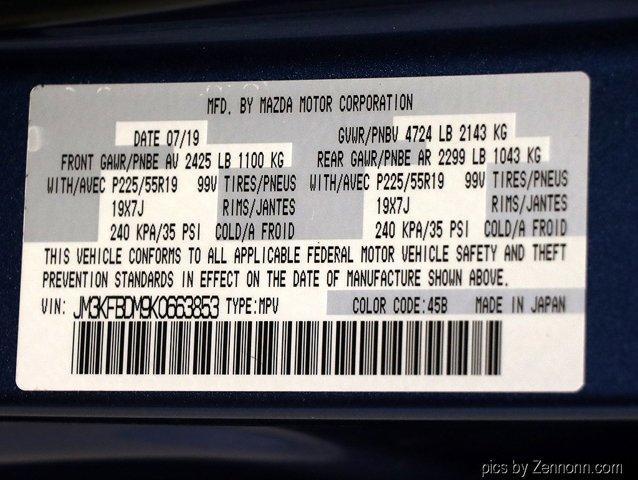 MFD. BY MAZDA MOTOR CORPORATION
DATE 07/19 GVWR/PNBV 4724 LB 2143 KG
FRONT GAWR/PNBE AV 2425 LB 1100 KG REAR GAWR/PNBE AR 2299 LB 1043 KG
WITH/AVEC P225/55R19 99V TIRES/PNEUS WITH/AVEC P225/55R19 99V TIRES/PNEUS
19X7J RIMS/JANTES 19X7J RIMS/JANTES
240 KPA/35 PSI COLD/A FROID 240 KPA/35 PSI COLD/A FROID
THIS VEHICLE CONFORMS TO ALL APPLICABLE FEDERAL MOTOR VEHICLE SAFETY AND THEFT
PREVENTION STANDARDS IN EFFECT ON THE DATE OF MANUFACTURE SHOWN ABOVE.
VIN: JM3KFBDM9K0663853 TYPE:MPV COLOR CODE:45B MADE IN JAPAN
pics by Zennonn.com